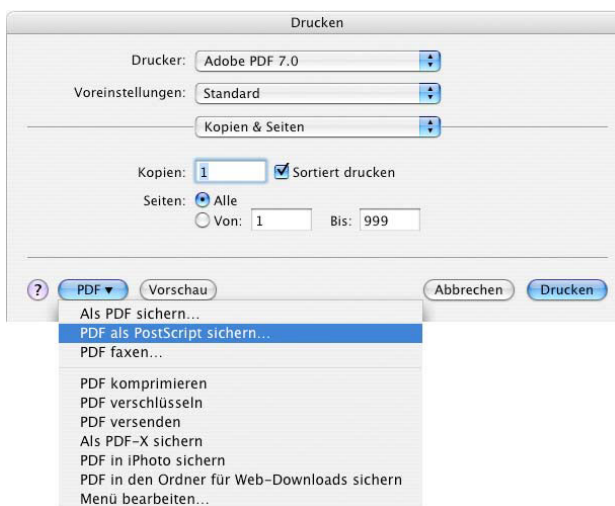 Drucken
Drucker: Adobe PDF 7.0
Voreinstellungen: Standard
Kopien & Seiten
Kopien: 1 Sortiert drucken
Seiten: Alle
Von: 1 Bis: 999
? PDF ▼ Vorschau Abbrechen Drucken
Als PDF sichern...
PDF als PostScript sichern...
PDF faxen...
PDF komprimieren
PDF verschlüsseln
PDF versenden
Als PDF-X sichern
PDF in iPhoto sichern
PDF in den Ordner für Web-Downloads sichern
Menü bearbeiten...